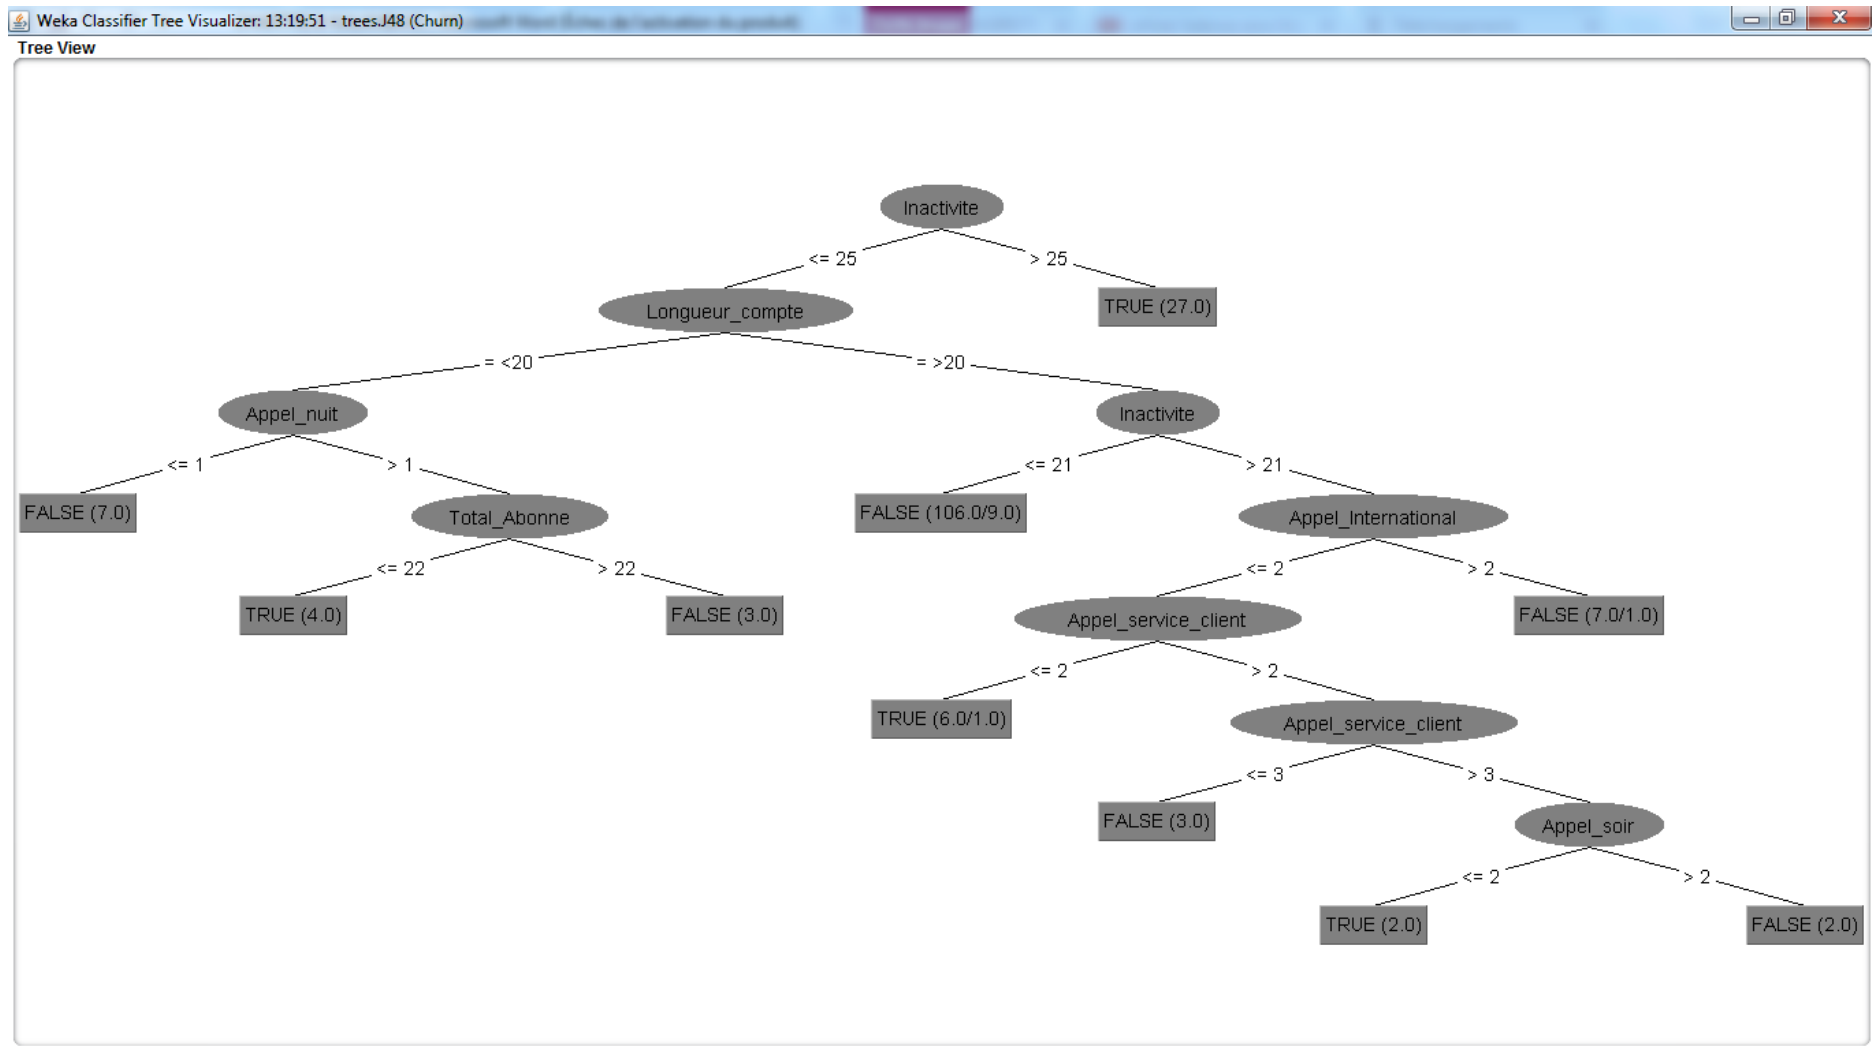 Weka Classifier Tree Visualizer: 13:19:51 - trees.J48 (Churn)
Tree View
Inactivite
<= 25
> 25
Longueur_compte
TRUE (27.0)
= <20
= >20
Appel_nuit
Inactivite
<= 1
> 1
<= 21
> 21
FALSE (7.0)
Total_Abonne
FALSE (106.0/9.0)
Appel_International
<= 22
> 22
<= 2
> 2
TRUE (4.0)
FALSE (3.0)
Appel_service_client
FALSE (7.0/1.0)
<= 2
> 2
TRUE (6.0/1.0)
Appel_service_client
<= 3
> 3
FALSE (3.0)
Appel_soir
<= 2
> 2
TRUE (2.0)
FALSE (2.0)